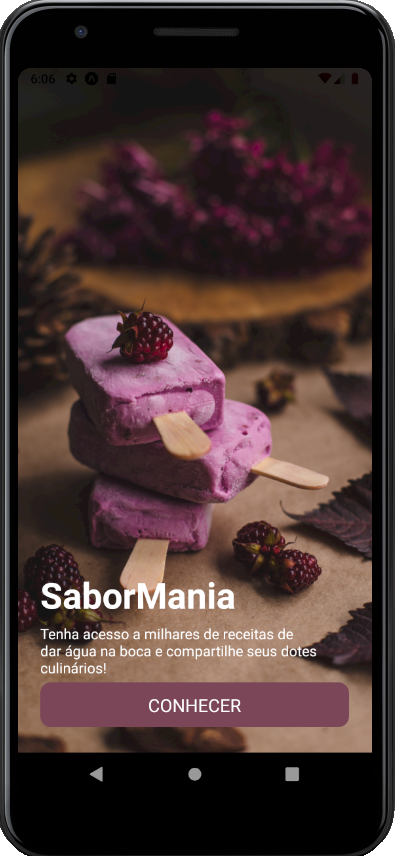 6:06
SaborMania
Tenha acesso a milhares de receitas de
dar água na boca e compartilhe seus dotes
culinários!
CONHECER